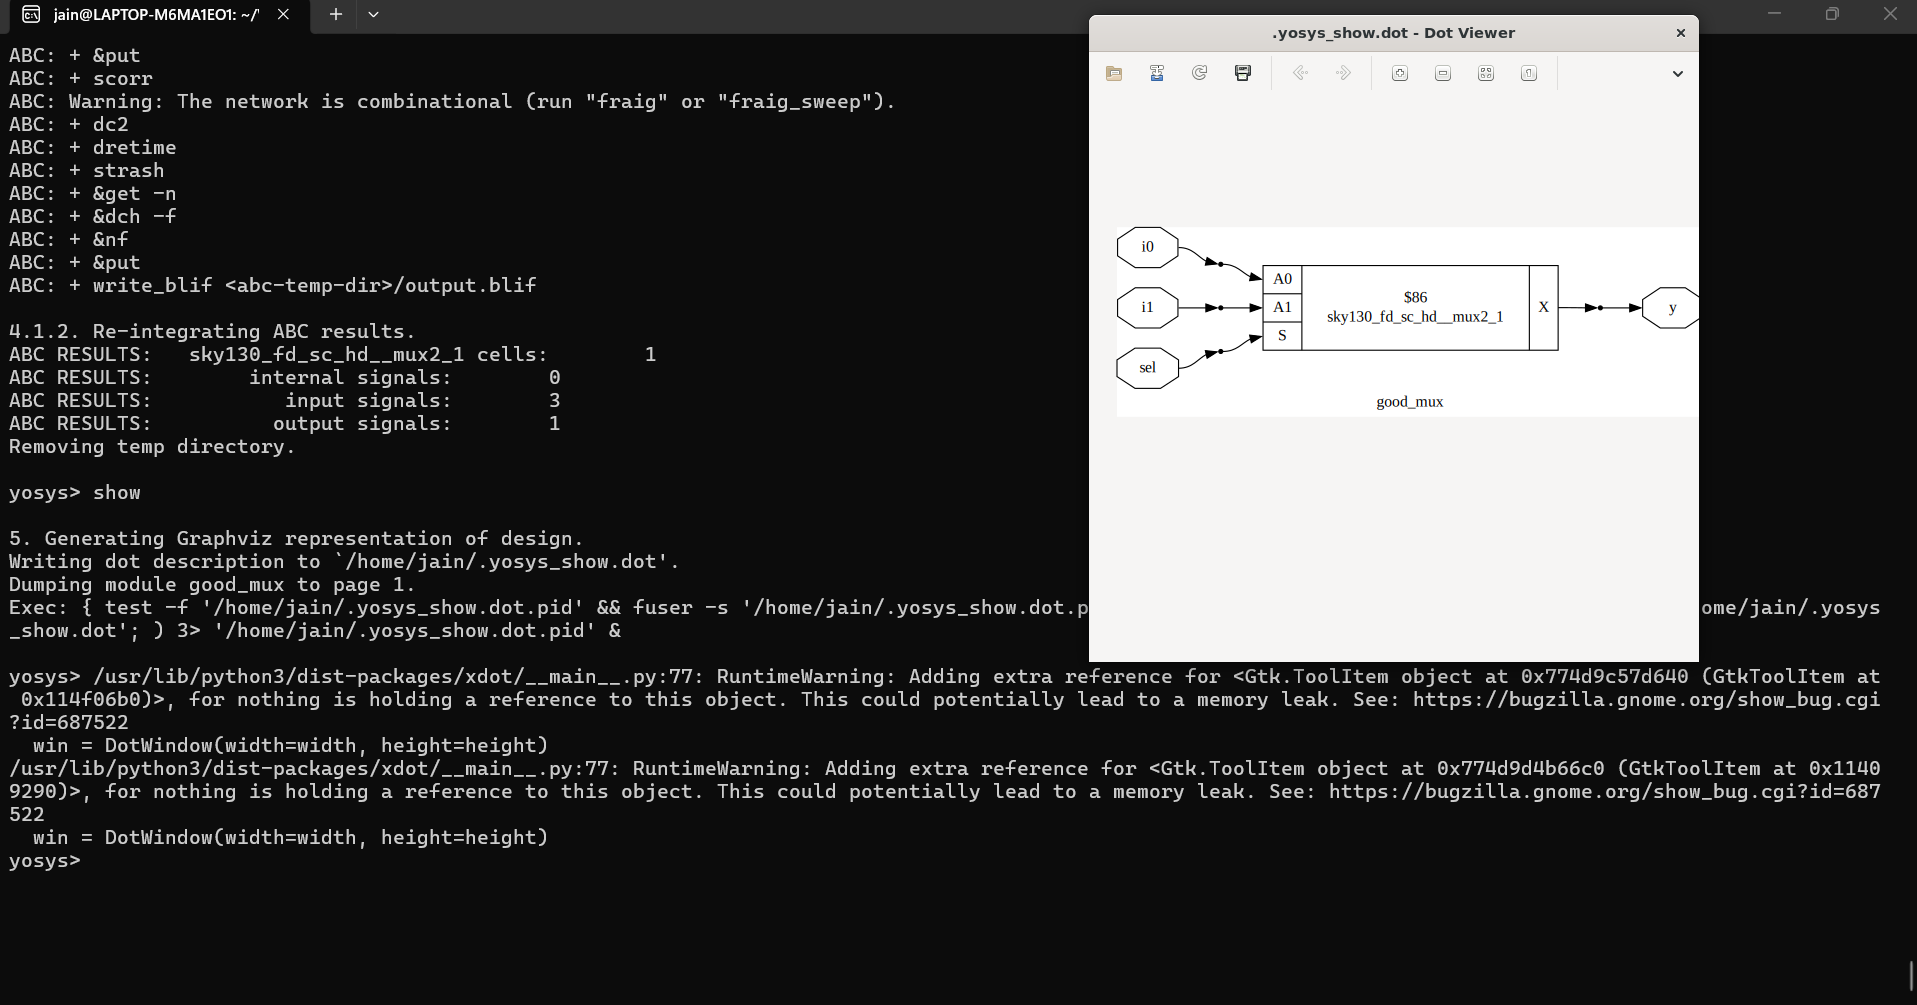 jain@LAPTOP-M6MA1EO1: ~/'
ABC: + &put
ABC: + scorr
ABC: Warning: The network is combinational (run "fraig" or "fraig_sweep").
ABC: + dc2
ABC: + dretime
ABC: + strash
ABC: + &get -n
ABC: + &dch -f
ABC: + &nf
ABC: + &put
ABC: + write_blif <abc-temp-dir>/output.blif
4.1.2. Re-integrating ABC results.
ABC RESULTS:   sky130_fd_sc_hd__mux2_1 cells:        1
ABC RESULTS:        internal signals:        0
ABC RESULTS:           input signals:        3
ABC RESULTS:          output signals:        1
Removing temp directory.
yosys> show
5. Generating Graphviz representation of design.
Writing dot description to `/home/jain/.yosys_show.dot'.
Dumping module good_mux to page 1.
Exec: { test -f '/home/jain/.yosys_show.dot.pid' && fuser -s '/home/jain/.yosys_show.dot.p
ome/jain/.yosys
_show.dot'; ) 3> '/home/jain/.yosys_show.dot.pid' &
yosys> /usr/lib/python3/dist-packages/xdot/__main__.py:77: RuntimeWarning: Adding extra reference for <Gtk.ToolItem object at 0x774d9c57d640 (GtkToolItem at
 0x114f06b0)>, for nothing is holding a reference to this object. This could potentially lead to a memory leak. See: https://bugzilla.gnome.org/show_bug.cgi
?id=687522
  win = DotWindow(width=width, height=height)
/usr/lib/python3/dist-packages/xdot/__main__.py:77: RuntimeWarning: Adding extra reference for <Gtk.ToolItem object at 0x774d9d4b66c0 (GtkToolItem at 0x1140
9290)>, for nothing is holding a reference to this object. This could potentially lead to a memory leak. See: https://bugzilla.gnome.org/show_bug.cgi?id=687
522
  win = DotWindow(width=width, height=height)
yosys>
.yosys_show.dot - Dot Viewer
i0
i1
sel
A0
A1
S
$86
sky130_fd_sc_hd__mux2_1
X
y
good_mux